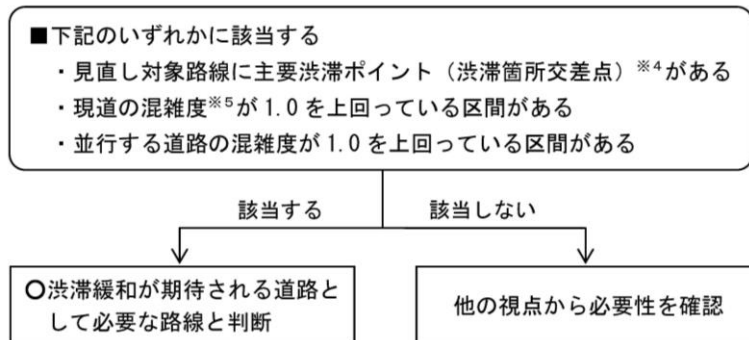 ■下記のいずれかに該当する
・見直し対象路線に主要渋滞ポイント（渋滞箇所交差点）※4がある
・現道の混雑度※5が1.0を上回っている区間がある
・並行する道路の混雑度が1.0を上回っている区間がある
該当する
該当しない
○渋滞緩和が期待される道路と
して必要な路線と判断
他の視点から必要性を確認